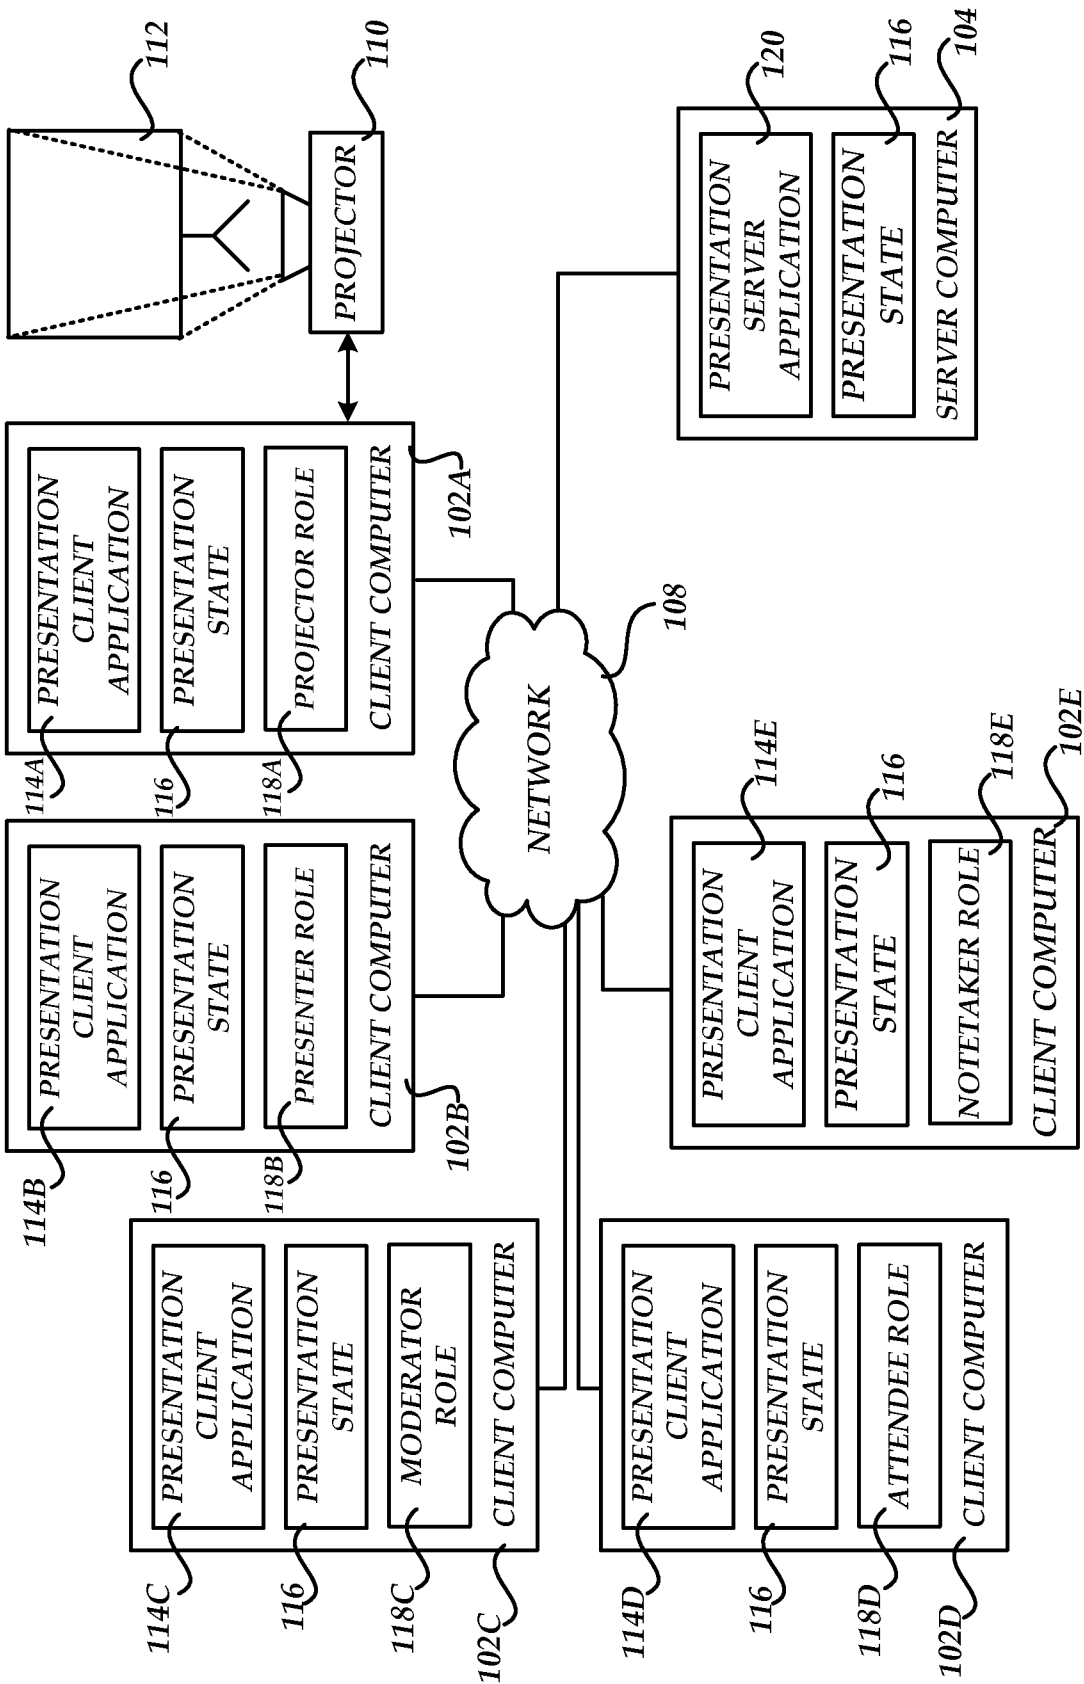 114C
PRESENTATION
CLIENT
APPLICATION
116
PRESENTATION
STATE
118C
MODERATOR
ROLE
CLIENT COMPUTER
102C
114B
PRESENTATION
CLIENT
APPLICATION
116
PRESENTATION
STATE
118B
PRESENTER ROLE
CLIENT COMPUTER
102B
114A
PRESENTATION
CLIENT
APPLICATION
116
PRESENTATION
STATE
118A
PROJECTOR ROLE
CLIENT COMPUTER
102A
112
PROJECTOR
110
NETWORK
108
114D
PRESENTATION
CLIENT
APPLICATION
116
PRESENTATION
STATE
118D
ATTENDEE ROLE
CLIENT COMPUTER
102D
PRESENTATION
CLIENT
APPLICATION
114E
PRESENTATION
STATE
116
NOTETAKER ROLE
118E
CLIENT COMPUTER
102E
PRESENTATION
SERVER
APPLICATION
120
PRESENTATION
STATE
116
SERVER COMPUTER
104